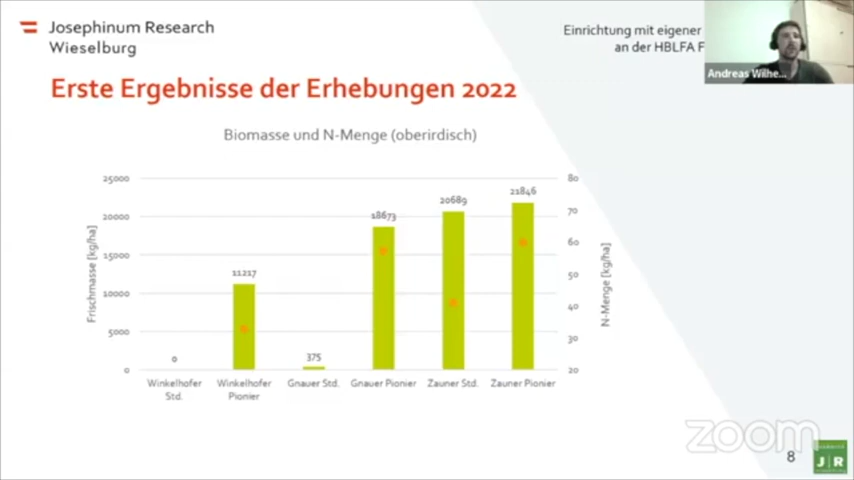 Josephinum Research
Wieselburg
Einrichtung mit eigener
an der HBLFA F
Andreas Wilhe...
Erste Ergebnisse der Erhebungen 2022
Biomasse und N-Menge (oberirdisch)
Frischmasse [kg/ha]
25000
20000
15000
10000
5000
0
0
11217
375
18673
20689
21846
80
70
60
50
40
30
20
N-Menge [kg/ha]
Winkelhofer Std.
Winkelhofer Pionier
Gnauer Std.
Gnauer Pionier
Zauner Std.
Zauner Pionier
zoom
8
J|R